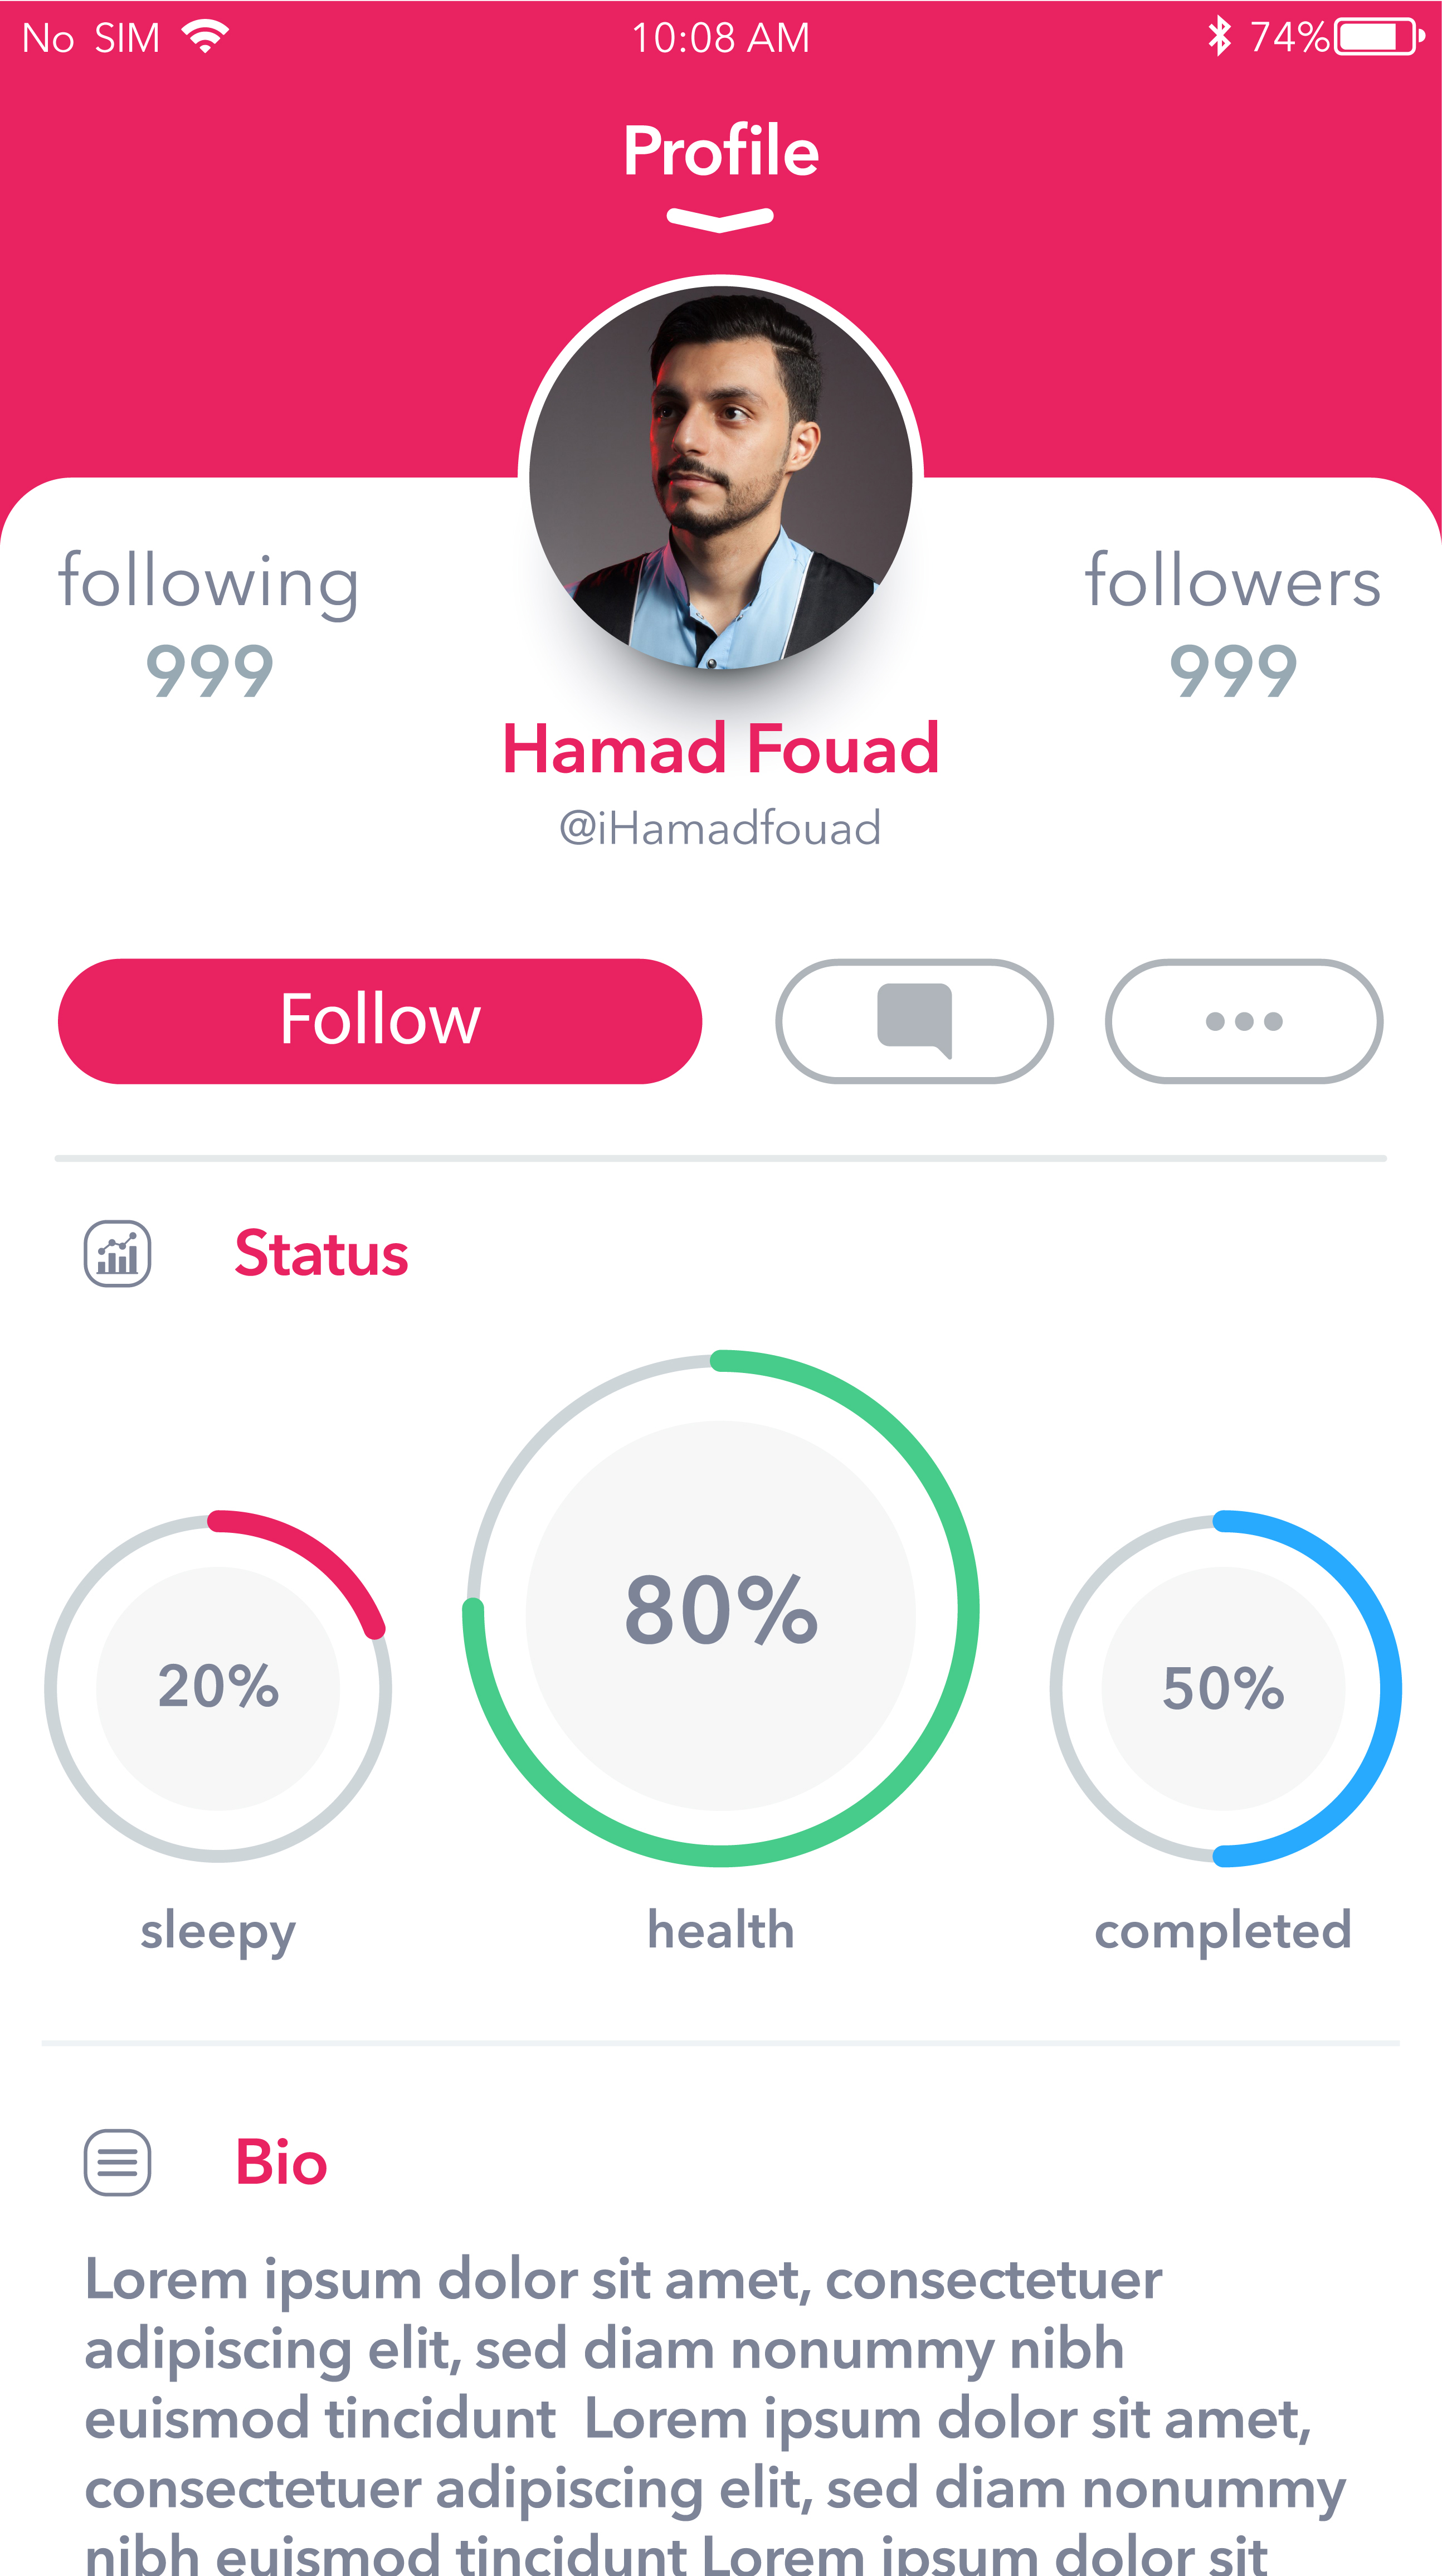 No SIM 10:08 AM 74%
Profile
following
999
followers
999
Hamad Fouad
@iHamadfouad
Follow
Status
20%
80%
50%
sleepy
health
completed
Bio
Lorem ipsum dolor sit amet, consectetuer
adipiscing elit, sed diam nonummy nibh
euismod tincidunt  Lorem ipsum dolor sit amet,
consectetuer adipiscing elit, sed diam nonummy
nibh euismod tincidunt Lorem ipsum dolor sit